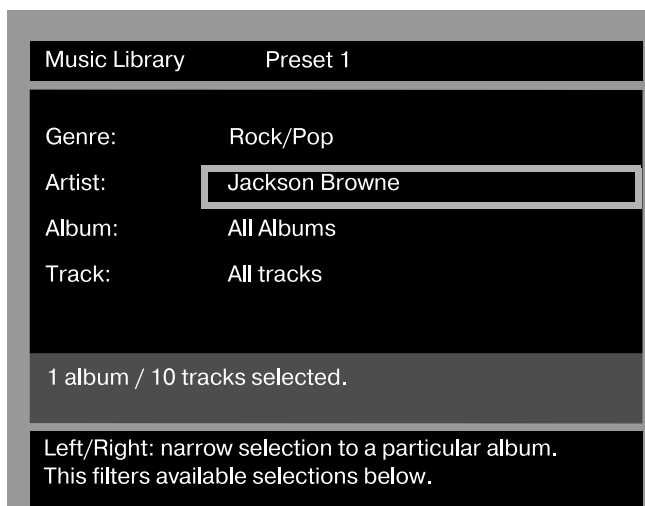 Music Library Preset 1
Genre: Rock/Pop
Artist: Jackson Browne
Album: All Albums
Track: All tracks
1 album / 10 tracks selected.
Left/Right: narrow selection to a particular album.
This filters available selections below.